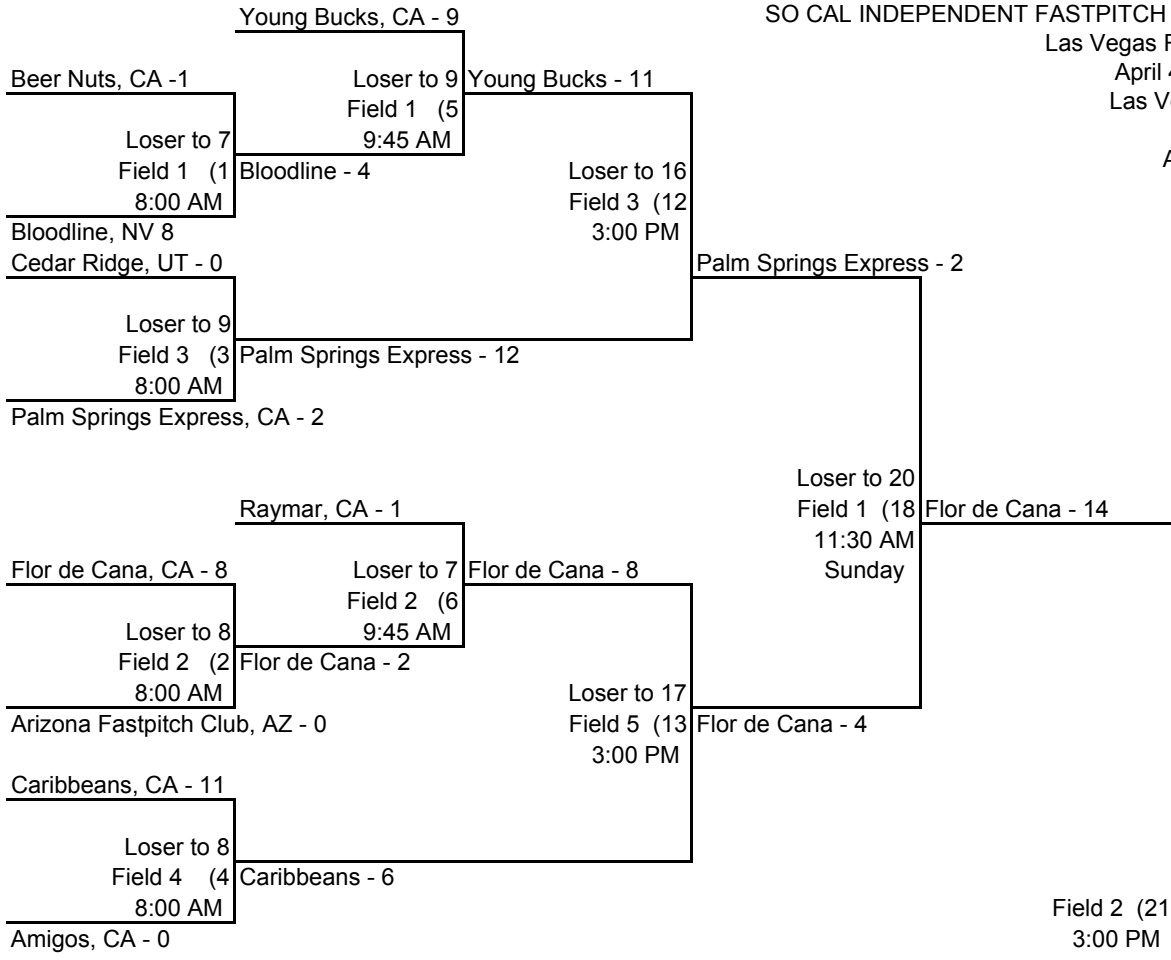 Young Bucks, CA - 9
SO CAL INDEPENDENT FASTPITCH
Las Vegas
April 4
Las
Beer Nuts, CA -1
Loser to 9
Young Bucks - 11
Field 1 (5
9:45 AM
Loser to 7
Field 1 (1
Bloodline - 4
8:00 AM
Loser to 16
Field 3 (12
3:00 PM
Bloodline, NV 8
Cedar Ridge, UT - 0
Palm Springs Express - 2
Loser to 9
Field 3 (3
Palm Springs Express - 12
8:00 AM
Palm Springs Express, CA - 2
Loser to 20
Field 1 (18
Flor de Cana - 14
11:30 AM
Sunday
Raymar, CA - 1
Flor de Cana, CA - 8
Loser to 7
Flor de Cana - 8
Field 2 (6
9:45 AM
Loser to 8
Field 2 (2
Flor de Cana - 2
8:00 AM
Loser to 17
Field 5 (13
Flor de Cana - 4
3:00 PM
Arizona Fastpitch Club, AZ - 0
Caribbeans, CA - 11
Loser to 8
Field 4 (4
Caribbeans - 6
8:00 AM
Amigos, CA - 0
Field 2 (21
3:00 PM